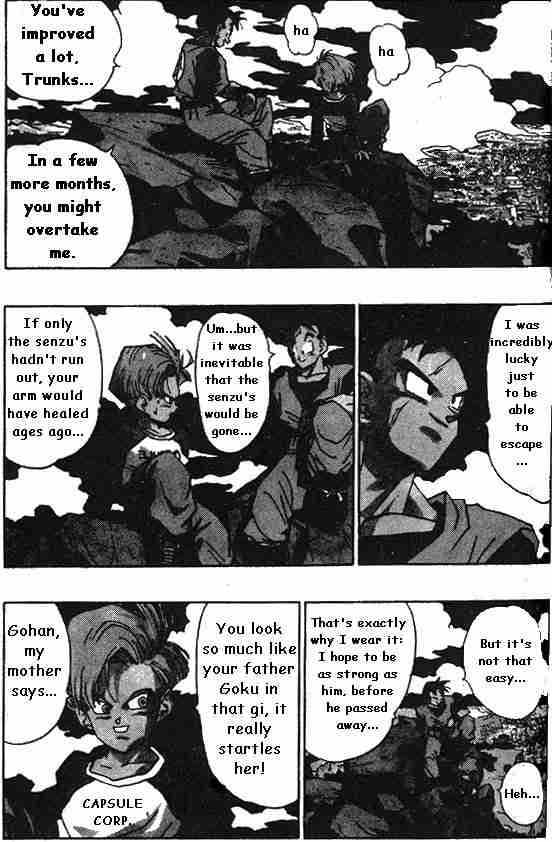 You've
improved
a lot,
Trunks...
In a few
more months,
you might
overtake
me.
ha
ha
If only
the senzu's
hadn't run
out, your
arm would
have healed
ages ago...
Um...but
it was
inevitable
that the
senzu's
would be
gone...
I was
incredibly
lucky
just
to be
able
to
escape
...
Gohan,
my
mother
says...
You look
so much like
your father
Goku in
that gi, it
really
startles
her!
CAPSULE
CORP.
That's exactly
why I wear it:
I hope to be
as strong as
him, before
he passed
away...
But it's
not that
easy...
Heh...